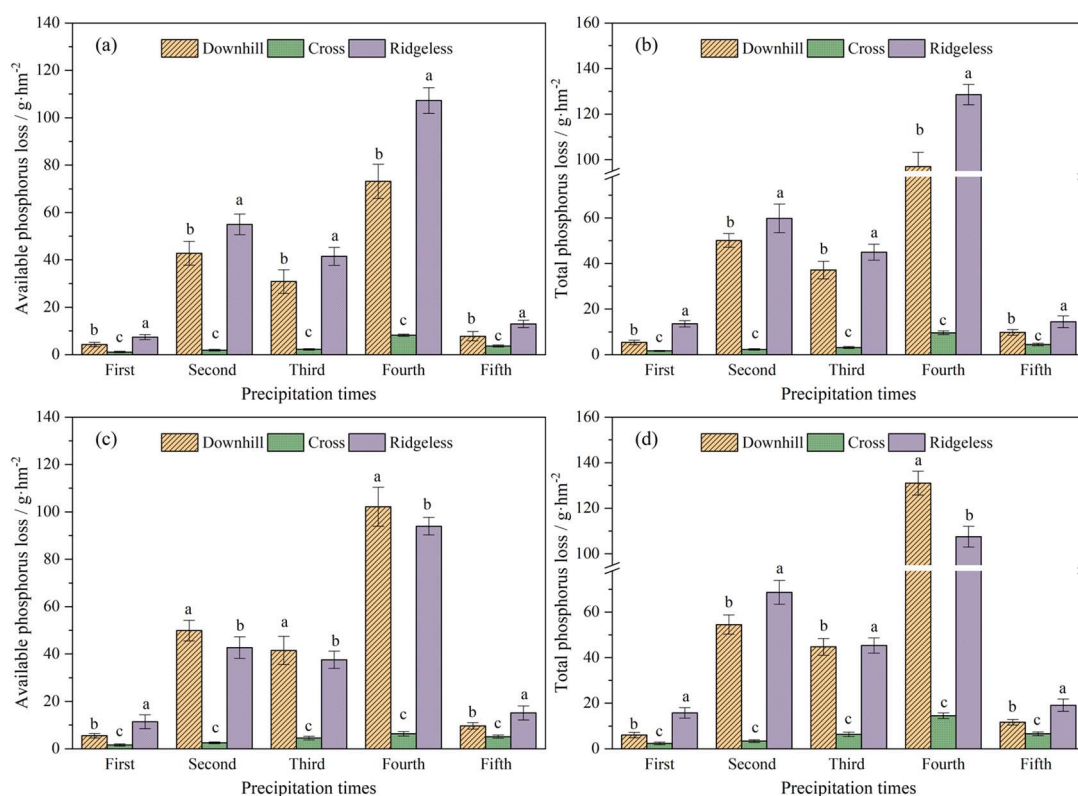 (a)
Downhill Cross Ridgeless
Available phosphorus loss / g·hm⁻²
140
120
100
80
60
40
20
0
b c a
b c a
b c a
b c a
b c a
First Second Third Fourth Fifth
Precipitation times
(b)
Downhill Cross Ridgeless
Total phosphorus loss / g·hm⁻²
160
140
120
100
60
40
20
0
b c a
b c a
b c a
b c a
b c a
First Second Third Fourth Fifth
Precipitation times
(c)
Downhill Cross Ridgeless
Available phosphorus loss / g·hm⁻²
140
120
100
80
60
40
20
0
b c a
a c b
a c b
a c b
b c a
First Second Third Fourth Fifth
Precipitation times
(d)
Downhill Cross Ridgeless
Total phosphorus loss / g·hm⁻²
160
140
120
100
60
40
20
0
b c a
b c a
b c a
a c b
b c a
First Second Third Fourth Fifth
Precipitation times